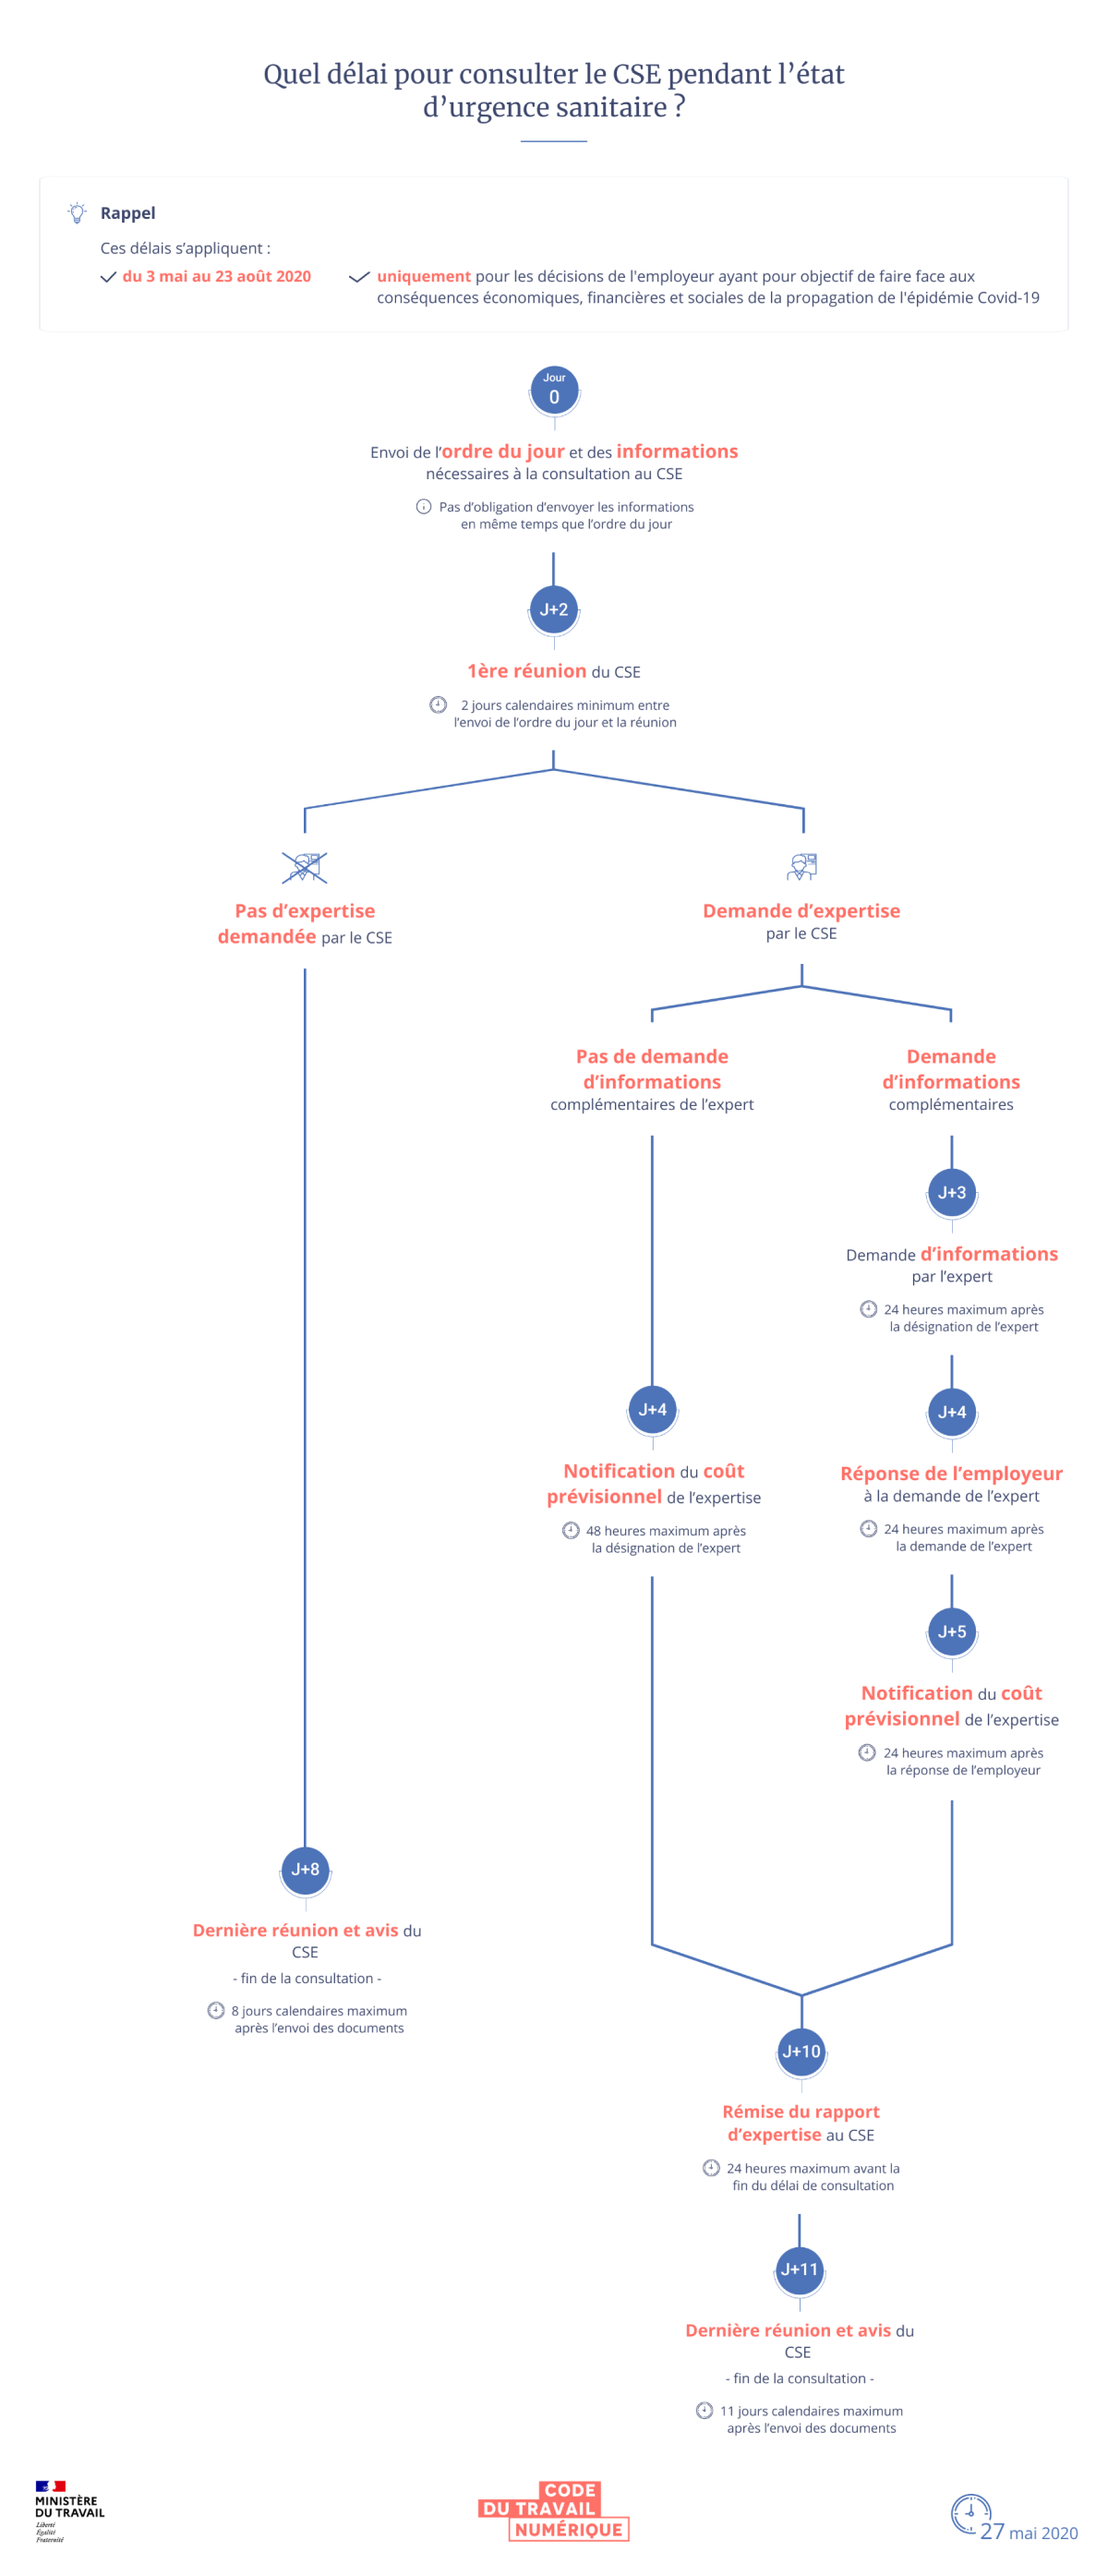 Quel délai pour consulter le CSE pendant l’état
d’urgence sanitaire ?
Rappel
Ces délais s’appliquent :
du 3 mai au 23 août 2020
uniquement pour les décisions de l'employeur ayant pour objectif de faire face aux
conséquences économiques, financières et sociales de la propagation de l'épidémie Covid-19
Jour
0
Envoi de l’ordre du jour et des informations
nécessaires à la consultation au CSE
Pas d’obligation d’envoyer les informations
en même temps que l’ordre du jour
J+2
1ère réunion du CSE
2 jours calendaires minimum entre
l’envoi de l’ordre du jour et la réunion
Pas d’expertise
demandée par le CSE
Demande d’expertise
par le CSE
Pas de demande
d’informations
complémentaires de l’expert
Demande
d’informations
complémentaires
J+3
Demande d’informations
par l’expert
24 heures maximum après
la désignation de l’expert
J+4
Notification du coût
prévisionnel de l’expertise
48 heures maximum après
la désignation de l’expert
J+4
Réponse de l’employeur
à la demande de l’expert
24 heures maximum après
la demande de l’expert
J+5
Notification du coût
prévisionnel de l’expertise
24 heures maximum après
la réponse de l’employeur
J+8
Dernière réunion et avis du
CSE
- fin de la consultation -
8 jours calendaires maximum
après l’envoi des documents
J+10
Rémise du rapport
d’expertise au CSE
24 heures maximum avant la
fin du délai de consultation
J+11
Dernière réunion et avis du
CSE
- fin de la consultation -
11 jours calendaires maximum
après l’envoi des documents
MINISTÈRE
DU TRAVAIL
Liberté
Égalité
Fraternité
CODE
DU TRAVAIL
NUMÉRIQUE
27 mai 2020